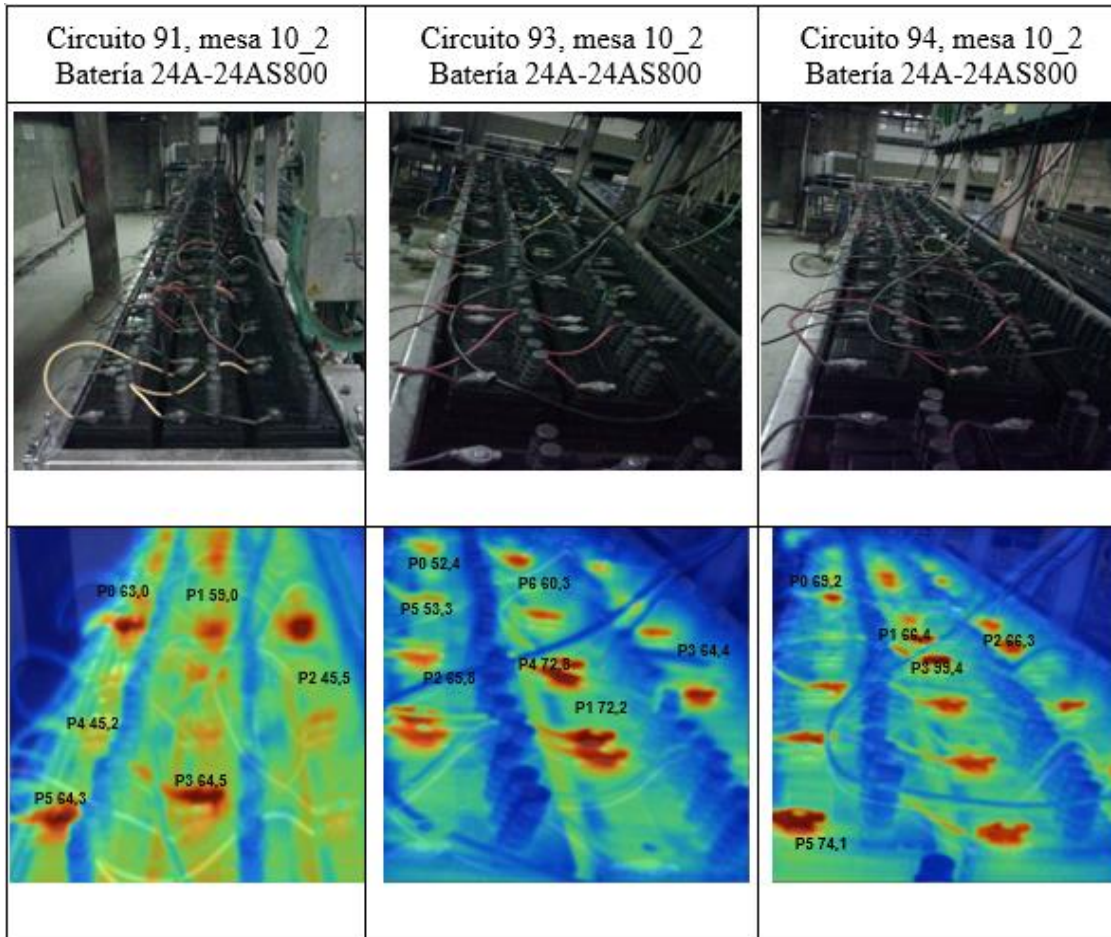 Circuito 91, mesa 10_2
Batería 24A-24AS800
Circuito 93, mesa 10_2
Batería 24A-24AS800
Circuito 94, mesa 10_2
Batería 24A-24AS800
P0 63,0
P1 59,0
P2 45,5
P4 45,2
P3 64,5
P5 64,3
P0 52,4
P6 60,3
P5 53,3
P3 64,4
P4 72,8
P2 65,8
P1 72,2
P0 69,2
P1 66,4
P2 66,3
P3 99,4
P5 74,1